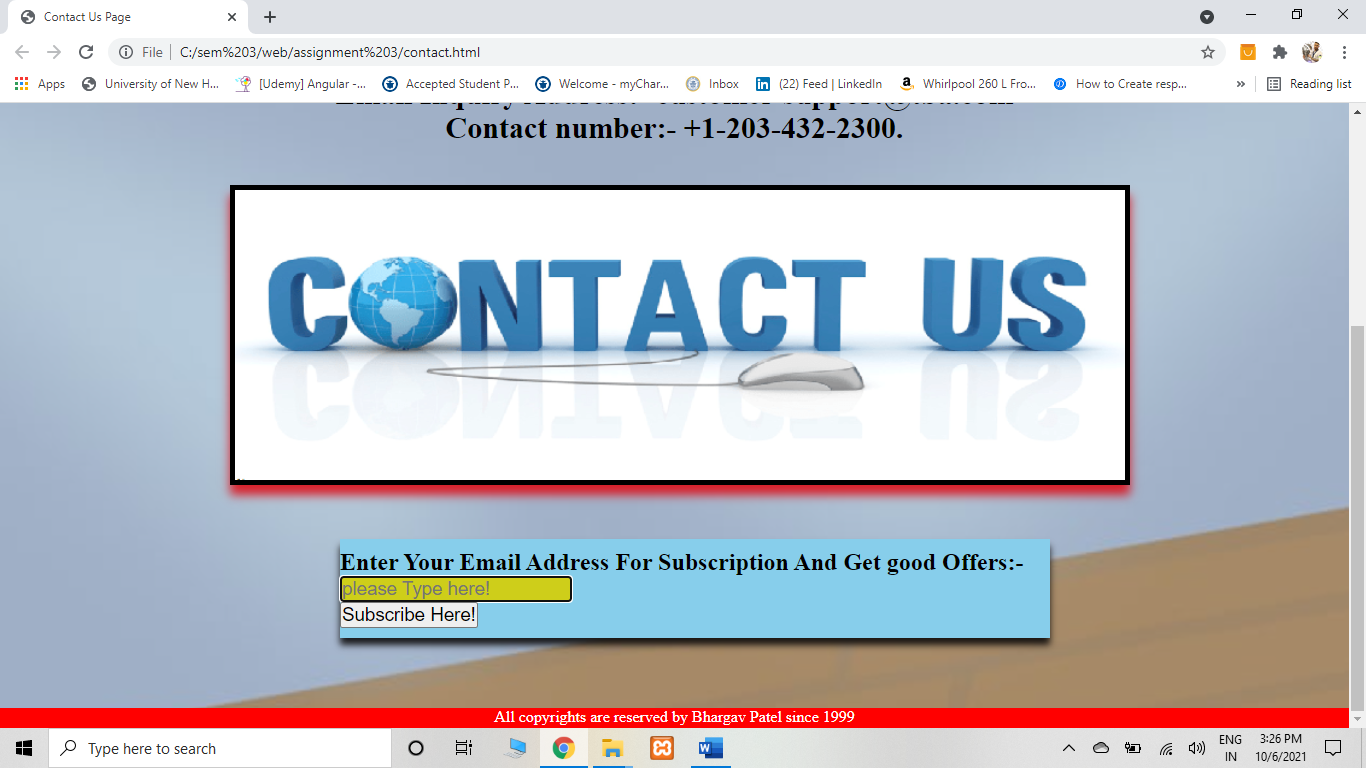 Contact Us Page
File
C:/sem%203/web/assignment%203/contact.html
Apps
University of New H...
[Udemy] Angular -...
Accepted Student P...
Welcome - myChar...
Inbox
(22) Feed | LinkedIn
Whirlpool 260 L Fro...
How to Create resp...
»
Reading list
Contact number:- +1-203-432-2300.
CONTACT US
Enter Your Email Address For Subscription And Get good Offers:-
please Type here!
Subscribe Here!
All copyrights are reserved by Bhargav Patel since 1999
Type here to search
ENG
IN
3:26 PM
10/6/2021